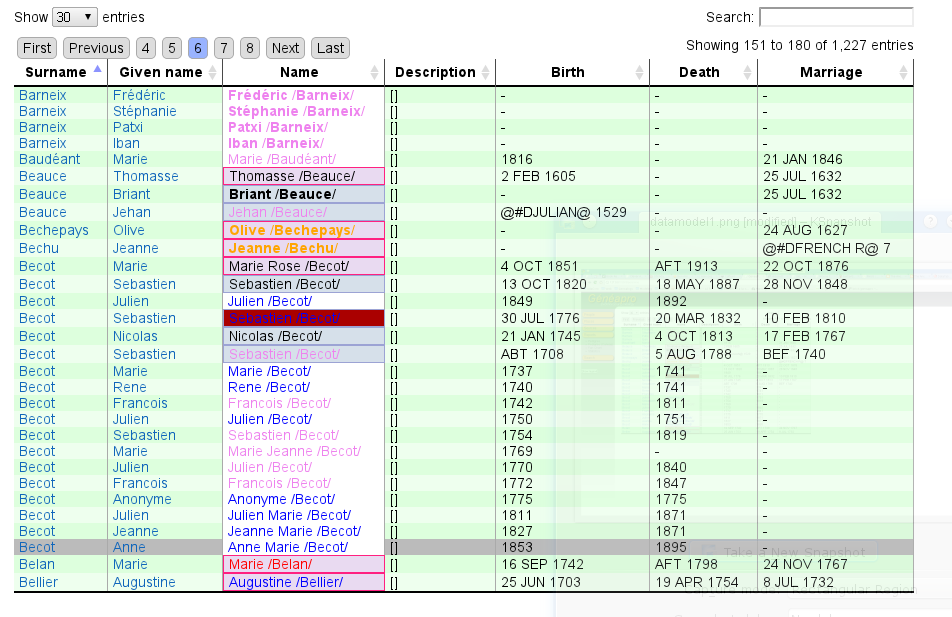 Show 30 entries Search:
First Previous 4 5 6 7 8 Next Last Showing 151 to 180 of 1,227 entries
Surname Given name Name Description Birth Death Marriage
Barneix Frédéric Frédéric /Barneix/ [] - - -
Barneix Stéphanie Stéphanie /Barneix/ [] - - -
Barneix Patxi Patxi /Barneix/ [] - - -
Barneix Iban Iban /Barneix/ [] - - -
Baudéant Marie Marie /Baudéant/ [] 1816 - 21 JAN 1846
Beauce Thomasse Thomasse /Beauce/ [] 2 FEB 1605 - 25 JUL 1632
Beauce Briant Briant /Beauce/ [] - - 25 JUL 1632
Beauce Jehan Jehan /Beauce/ [] @#DJULIAN@ 1529 - -
datamodel1.png [modified] – KSnapshot
Bechepays Olive Olive /Bechepays/ [] - - 24 AUG 1627
Bechu Jeanne Jeanne /Bechu/ [] - - @#DFRENCH R@ 7
Becot Marie Marie Rose /Becot/ [] 4 OCT 1851 AFT 1913 22 OCT 1876
Becot Sebastien Sebastien /Becot/ [] 13 OCT 1820 18 MAY 1887 28 NOV 1848
Becot Julien Julien /Becot/ [] 1849 1892 -
Becot Sebastien Sebastien /Becot/ [] 30 JUL 1776 20 MAR 1832 10 FEB 1810
Becot Nicolas Nicolas /Becot/ [] 21 JAN 1745 4 OCT 1813 17 FEB 1767
Becot Sebastien Sebastien /Becot/ [] ABT 1708 5 AUG 1788 BEF 1740
Becot Marie Marie /Becot/ [] 1737 1741 -
Becot Rene Rene /Becot/ [] 1740 1741 -
Becot Francois Francois /Becot/ [] 1742 1811 -
Becot Julien Julien /Becot/ [] 1750 1751 -
Becot Sebastien Sebastien /Becot/ [] 1754 1819 -
Becot Marie Marie Jeanne /Becot/ [] 1769 - -
Becot Julien Julien /Becot/ [] 1770 1840 -
Becot Francois Francois /Becot/ [] 1772 1847 -
Becot Anonyme Anonyme /Becot/ [] 1775 1775 -
Becot Julien Julien Marie /Becot/ [] 1811 1871 -
Becot Jeanne Jeanne Marie /Becot/ [] 1827 1871 -
Becot Anne Anne Marie /Becot/ [] 1853 1895 -
Take a New Snapshot
Belan Marie Marie /Belan/ [] 16 SEP 1742 AFT 1798 24 NOV 1767
Bellier Augustine Augustine /Bellier/ [] 25 JUN 1703 19 APR 1754 8 JUL 1732
Capture mode: Rectangular Region